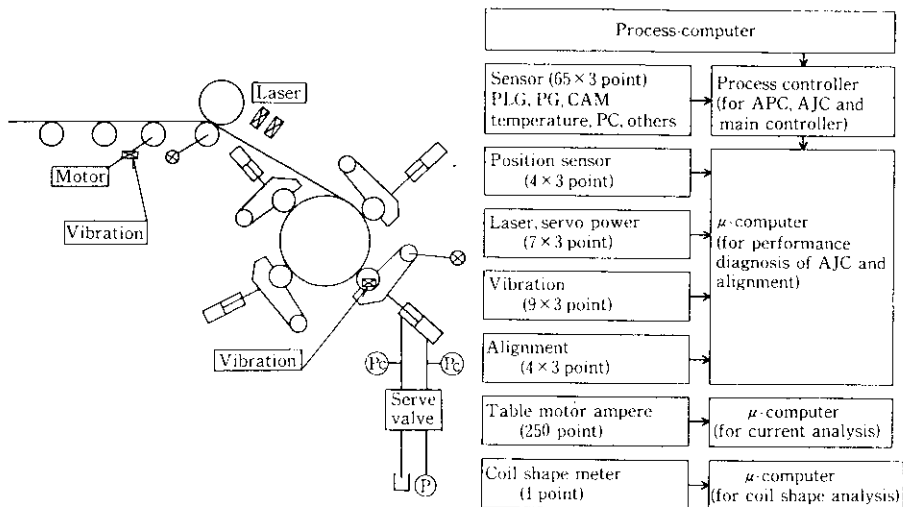 Laser
Motor
Vibration
Vibration
Pc
Pc
Serve
valve
P
Process-computer
Sensor (65×3 point)
PLG, PG, CAM
temperature, PC, others
Process controller
(for APC, AJC and
main controller)
Position sensor
(4×3 point)
Laser, servo power
(7×3 point)
Vibration
(9×3 point)
Alignment
(4×3 point)
μ-computer
(for performance
diagnosis of AJC and
alignment)
Table motor ampere
(250 point)
μ-computer
(for current analysis)
Coil shape meter
(1 point)
μ-computer
(for coil shape analysis)